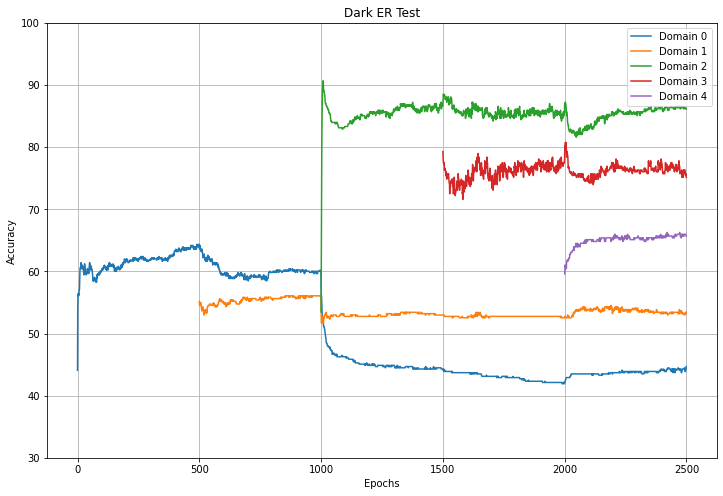 Dark ER Test
100
90
80
70
60
50
40
30
Accuracy
0 500 1000 1500 2000 2500
Epochs
Domain 0
Domain 1
Domain 2
Domain 3
Domain 4